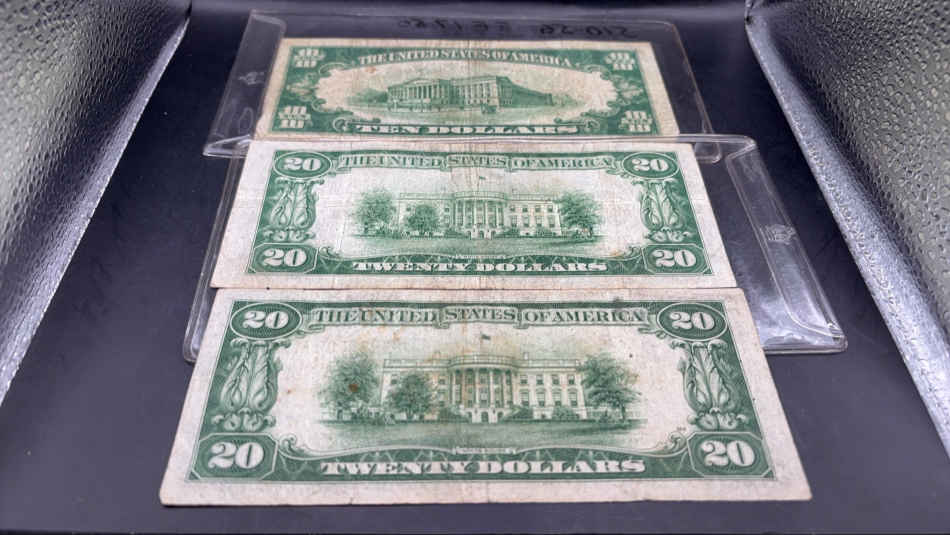 10 10
THE UNITED STATES OF AMERICA
10 10
TEN DOLLARS
20 THE UNITED STATES OF AMERICA 20
20 TWENTY DOLLARS 20
20 THE UNITED STATES OF AMERICA 20
20 TWENTY DOLLARS 20